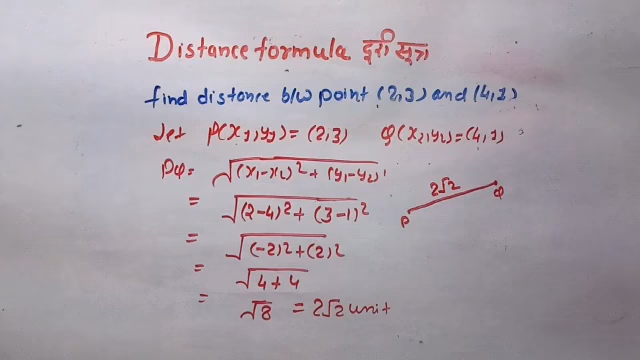 Distance formula दूरी सूत्र
find distance b/w point (2,3) and (4,1)
Let P(x1,y1) = (2,3) Q(x2,y2)=(4,1)
PQ = √(x1-x2)² + (y1-y2)²
= √(2-4)² + (3-1)²
2√2
P Q
= √(-2)² + (2)²
= √4+4
= √8 = 2√2 unit